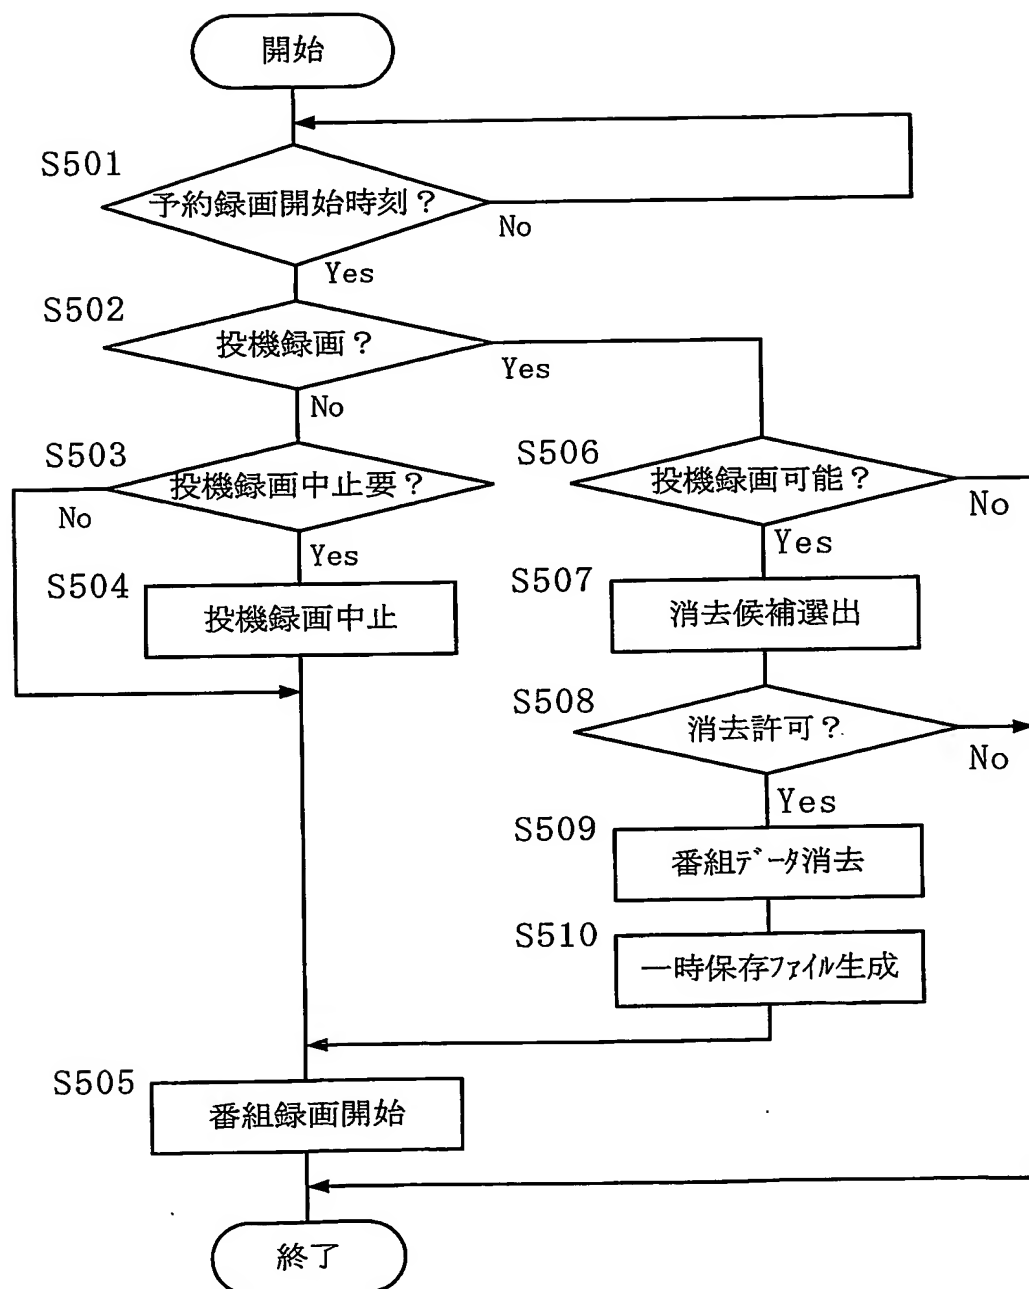 開始
S501
予約録画開始時刻?
No
Yes
S502
投機録画?
Yes
No
S503
投機録画中止要?
No
Yes
S504
投機録画中止
S506
投機録画可能?
No
Yes
S507
消去候補選出
S508
消去許可?
No
Yes
S509
番組データ消去
S510
一時保存ファイル生成
S505
番組録画開始
終了